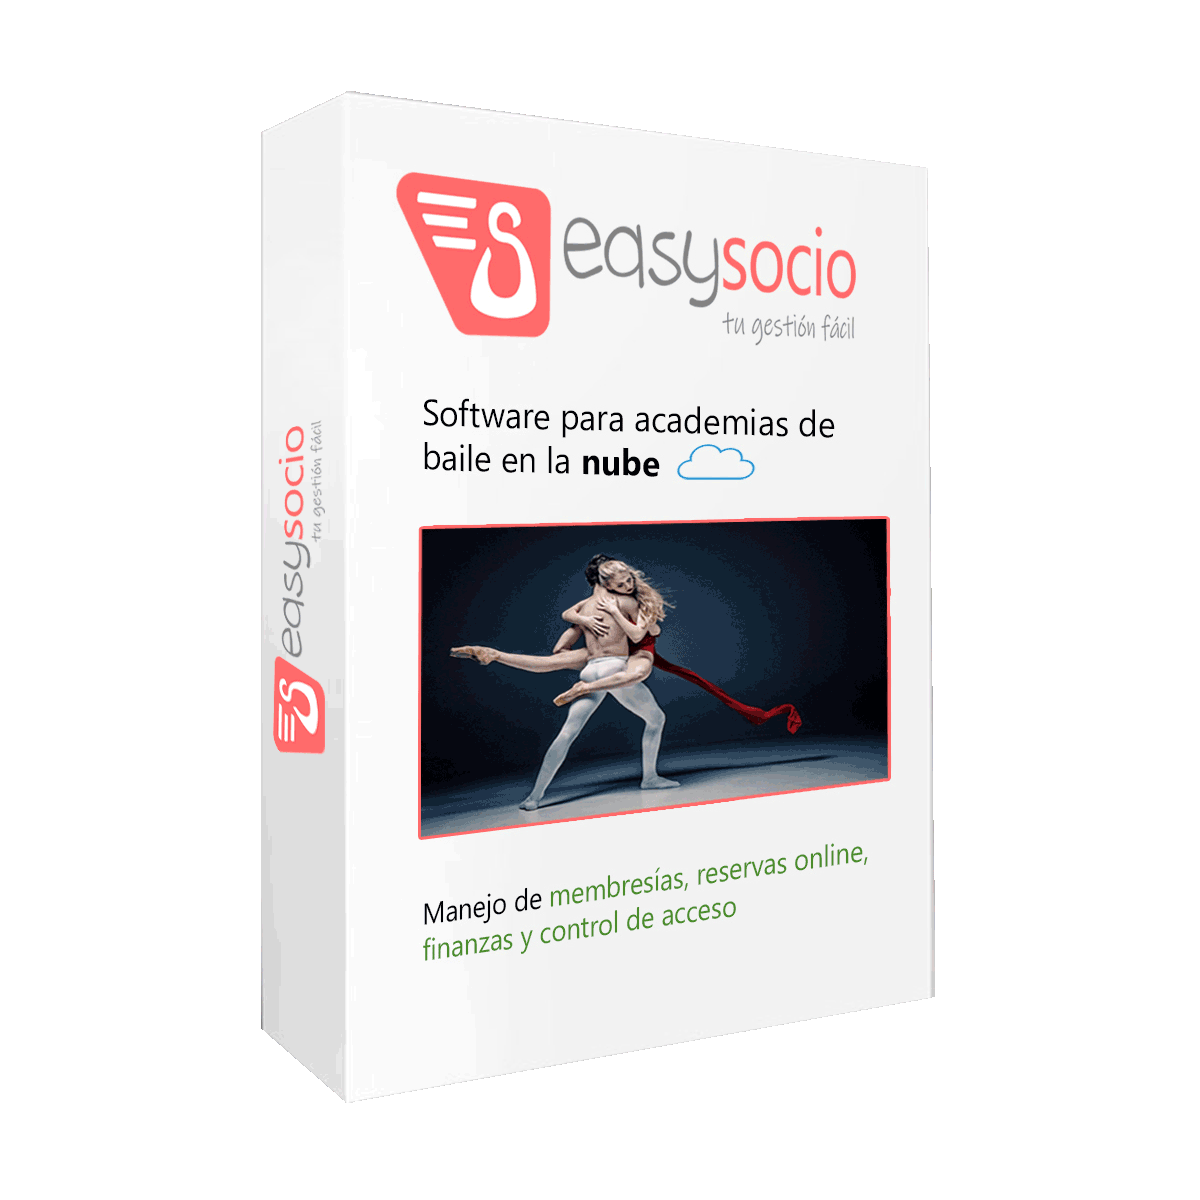 easysocio
tu gestión fácil
Software para academias de
baile en la nube
Manejo de membresías, reservas online,
finanzas y control de acceso
easysocio
tu gestión fácil